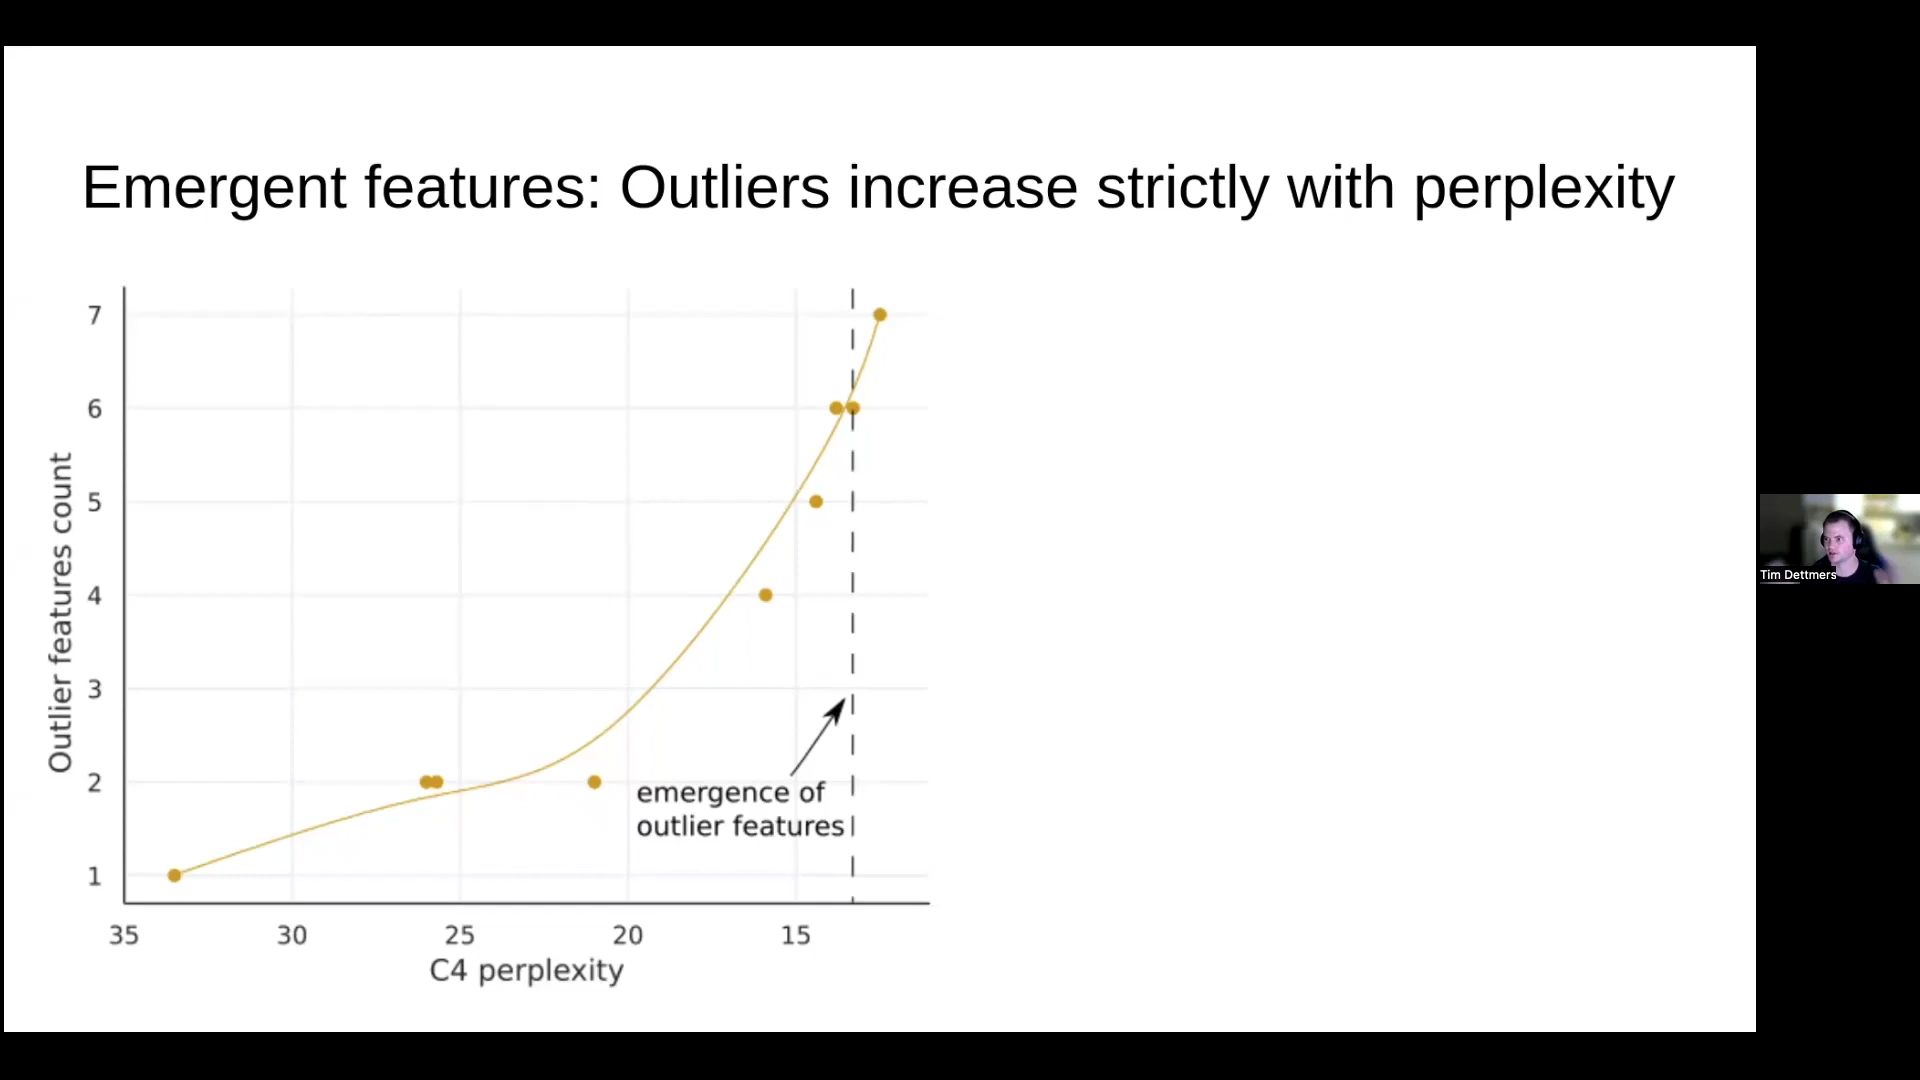 Emergent features: Outliers increase strictly with perplexity
Outlier features count
7
6
5
4
3
2
1
emergence of
outlier features
35 30 25 20 15
C4 perplexity
Tim Dettmers